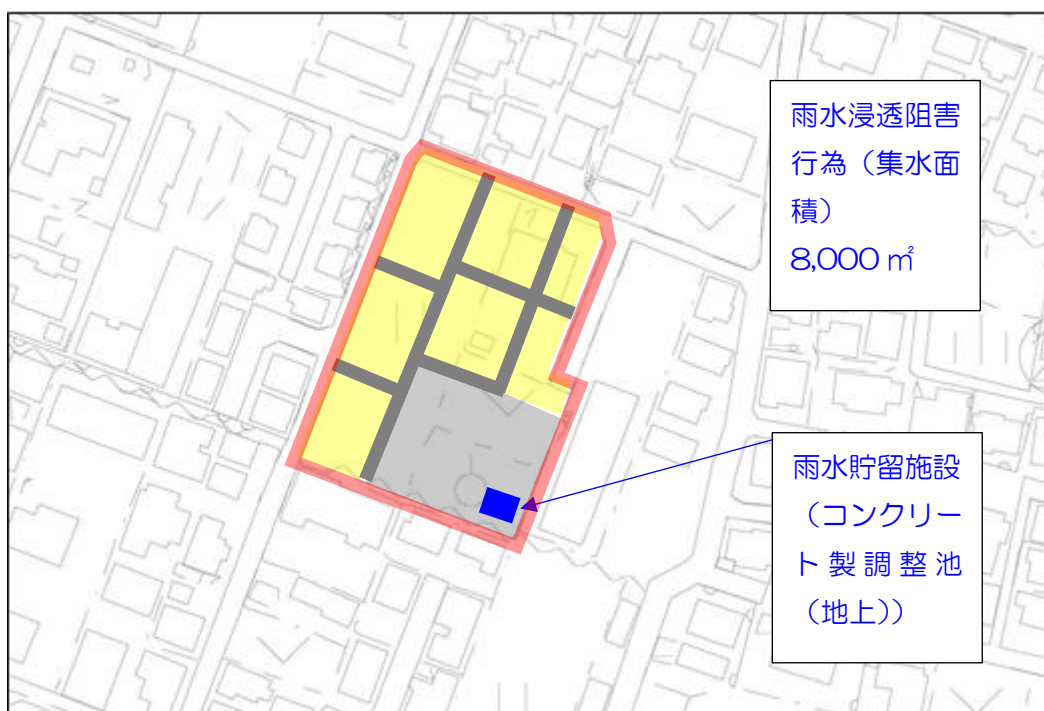 雨水浸透阻害
行為（集水面
積）
8,000 ㎡
雨水貯留施設
（コンクリー
ト製調整池
（地上））